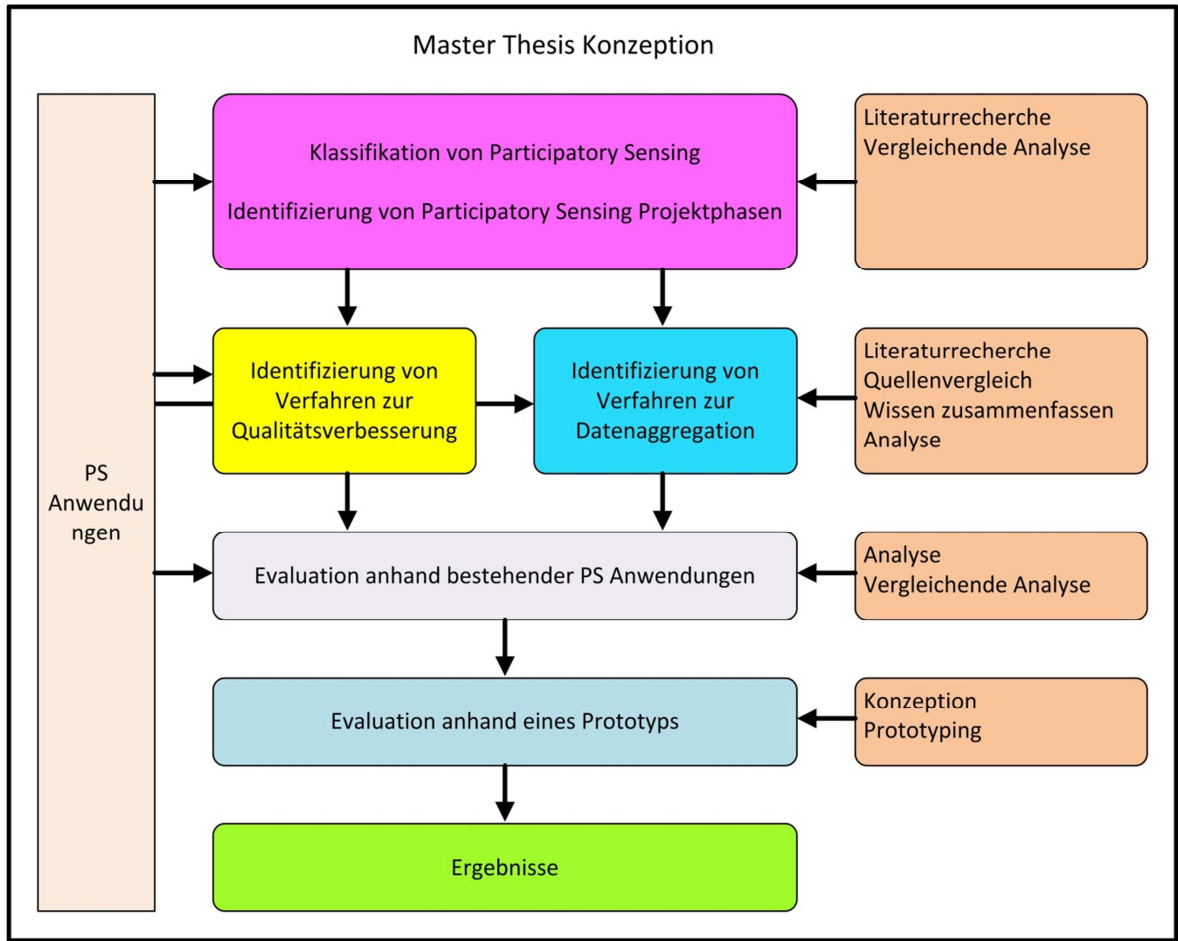 Master Thesis Konzeption
PS
Anwendu
ngen
Klassifikation von Participatory Sensing
Identifizierung von Participatory Sensing Projektphasen
Literaturrecherche
Vergleichende Analyse
Identifizierung von
Verfahren zur
Qualitätsverbesserung
Identifizierung von
Verfahren zur
Datenaggregation
Literaturrecherche
Quellenvergleich
Wissen zusammenfassen
Analyse
Evaluation anhand bestehender PS Anwendungen
Analyse
Vergleichende Analyse
Evaluation anhand eines Prototyps
Konzeption
Prototyping
Ergebnisse